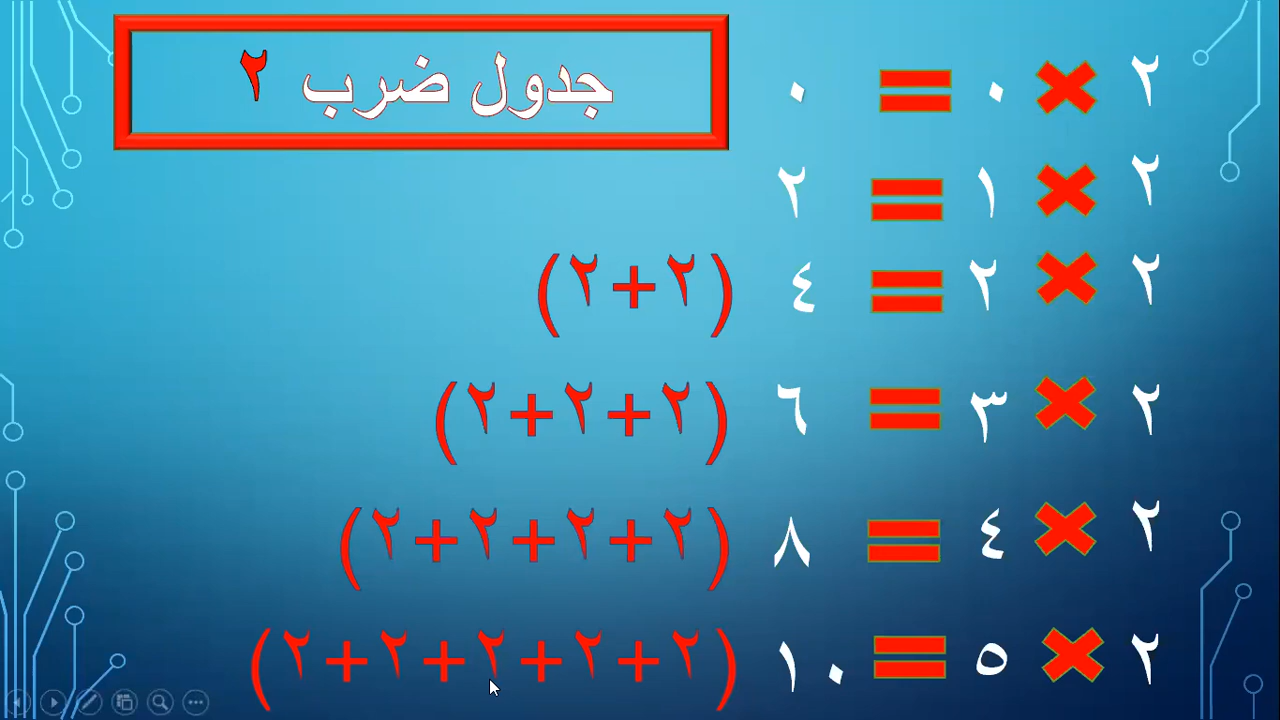 جدول ضرب ٢
٢ × ٠ = ٠
٢ × ١ = ٢
٢ × ٢ = ٤ (٢+٢)
٢ × ٣ = ٦ (٢+٢+٢)
٢ × ٤ = ٨ (٢+٢+٢+٢)
٢ × ٥ = ١٠ (٢+٢+٢+٢+٢)